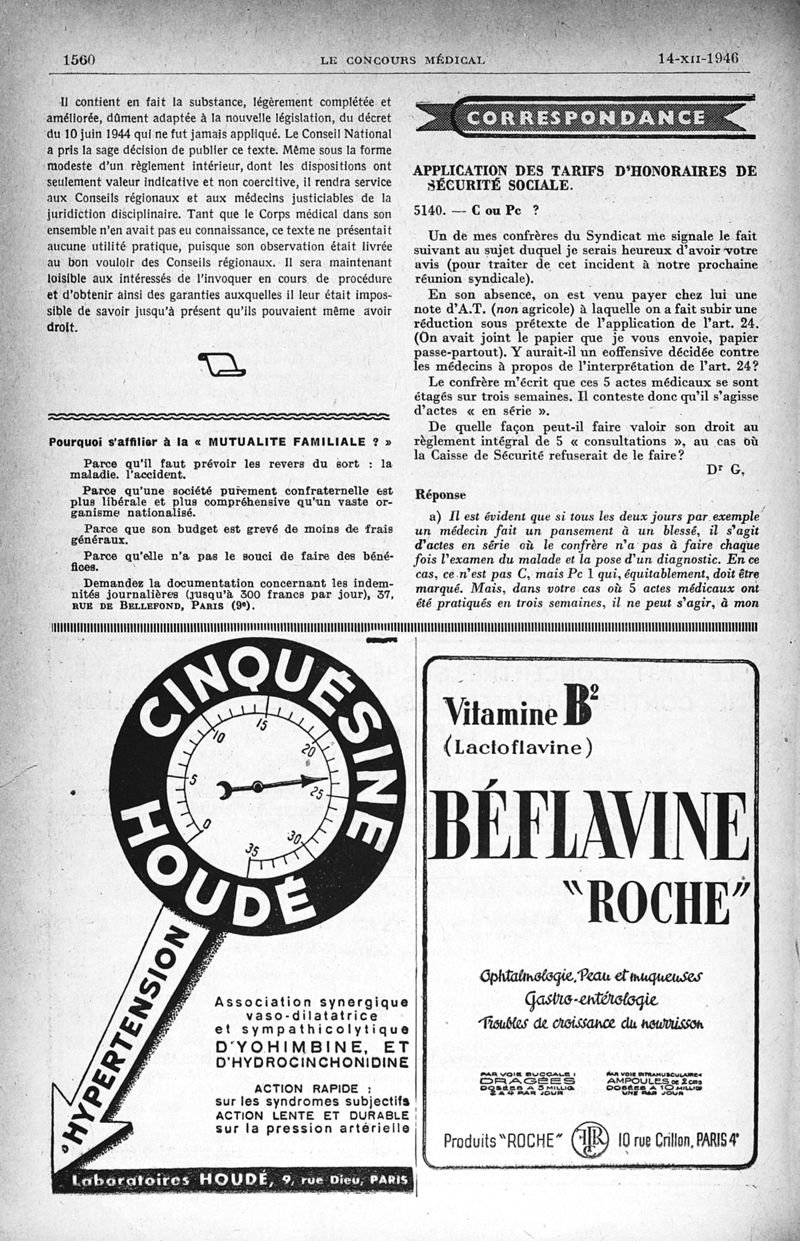 1560
LE CONCOURS MÉDICAL
14-XII-1946
Il contient en fait la substance, légèrement complétée et
améliorée, dûment adaptée à la nouvelle législation, du décret
du 10 juin 1944 qui ne fut jamais appliqué. Le Conseil National
a pris la sage décision de publier ce texte. Même sous la forme
modeste d'un règlement intérieur, dont les dispositions ont
seulement valeur indicative et non coercitive, il rendra service
aux Conseils régionaux et aux médecins justiciables de la
juridiction disciplinaire. Tant que le Corps médical dans son
ensemble n'en avait pas eu connaissance, ce texte ne présentait
aucune utilité pratique, puisque son observation était livrée
au bon vouloir des Conseils régionaux. Il sera maintenant
loisible aux intéressés de l'invoquer en cours de procédure
et d'obtenir ainsi des garanties auxquelles il leur était impos-
sible de savoir jusqu'à présent qu'ils pouvaient même avoir
droit.
Pourquoi s'affilier à la « MUTUALITE FAMILIALE ? »
Parce qu'il faut prévoir les revers du sort : la
maladie. l'accident.
Parce qu'une société purement confraternelle est
plus libérale et plus compréhensive qu'un vaste or-
ganisme nationalisé.
Parce que son budget est grevé de moins de frais
généraux.
Parce qu'elle n'a pas le souci de faire des béné-
fices.
Demandez la documentation concernant les indem-
nités journalières (jusqu'à 300 francs par jour), 37,
RUE DE BELLEFOND, PARIS (9e).
CORRESPONDANCE
APPLICATION DES TARIFS D'HONORAIRES DE
SÉCURITÉ SOCIALE.
5140. — C ou Pc ?
Un de mes confrères du Syndicat me signale le fait
suivant au sujet duquel je serais heureux d'avoir votre
avis (pour traiter de cet incident à notre prochaine
réunion syndicale).
En son absence, on est venu payer chez lui une
note d'A.T. (non agricole) à laquelle on a fait subir une
réduction sous prétexte de l'application de l'art. 24.
(On avait joint le papier que je vous envoie, papier
passe-partout). Y aurait-il un eoffensive décidée contre
les médecins à propos de l'interprétation de l'art. 24?
Le confrère m'écrit que ces 5 actes médicaux se sont
étagés sur trois semaines. Il conteste donc qu'il s'agisse
d'actes « en série ».
De quelle façon peut-il faire valoir son droit au
règlement intégral de 5 « consultations », au cas où
la Caisse de Sécurité refuserait de le faire?
Dr G,
Réponse
a) Il est évident que si tous les deux jours par exemple
un médecin fait un pansement à un blessé, il s'agit
d'actes en série où le confrère n'a pas à faire chaque
fois l'examen du malade et la pose d'un diagnostic. En ce
cas, ce n'est pas C, mais Pc 1 qui, équitablement, doit être
marqué. Mais, dans votre cas où 5 actes médicaux ont
été pratiqués en trois semaines, il ne peut s'agir, à mon
CINQUÉSINE
HOUDÉ
0
5
10
15
20
25
30
35
HYPERTENSION
Association synergique
vaso-dilatatrice
et sympathicolytique
D'YOHIMBINE, ET
D'HYDROCINCHONIDINE
ACTION RAPIDE :
sur les syndromes subjectifs
ACTION LENTE ET DURABLE
sur la pression artérielle
Laboratoires HOUDÉ, 9, rue Dieu, PARIS
Vitamine B2
(Lactoflavine)
BÉFLAVINE
"ROCHE"
Ophtalmologie, Peau et muqueuses
Gastro-entérologie
Troubles de croissance du nourrisson
PAR VOIE BUCCALE :
DRAGÉES
DOSÉES A 3 MILLIG.
2 A 4 PAR JOUR
PAR VOIE INTRAMUSCULAIRE
AMPOULES DE 2 cm3
DOSÉES A 10 MILLIG
UNE PAR JOUR
Produits "ROCHE"
10 rue Crillon, PARIS 4e